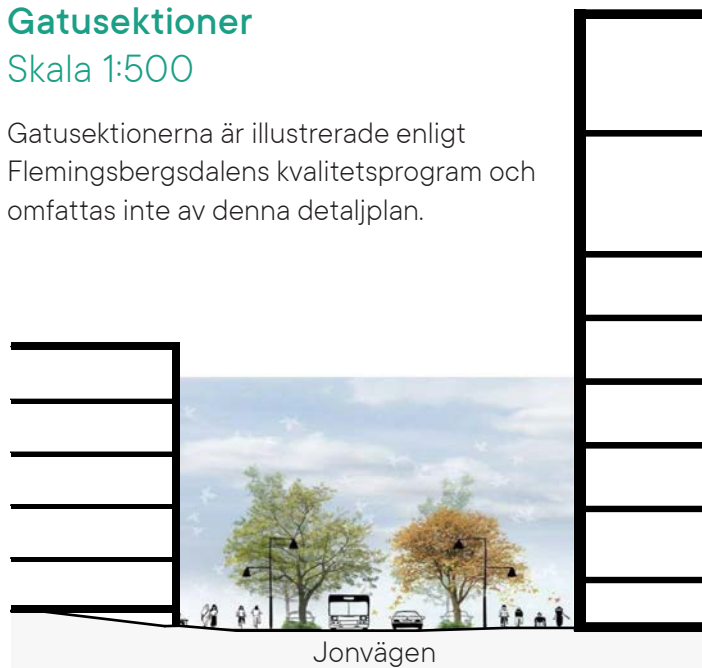 Gatusektioner
Skala 1:500
Gatusektionerna är illustrerade enligt
Flemingsbergsdalens kvalitetsprogram och
omfattas inte av denna detaljplan.
Jonvägen